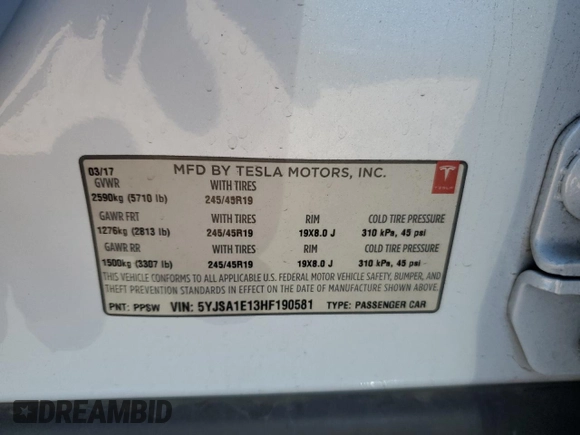 03/17 MFD BY TESLA MOTORS, INC.
GVWR WITH TIRES
2590kg (5710 lb) 245/45R19
TESLA
GAWR FRT WITH TIRES RIM COLD TIRE PRESSURE
1276kg (2813 lb) 245/45R19 19X8.0 J 310 kPa, 45 psi
GAWR RR WITH TIRES RIM COLD TIRE PRESSURE
1500kg (3307 lb) 245/45R19 19X8.0 J 310 kPa, 45 psi
THIS VEHICLE CONFORMS TO ALL APPLICABLE U.S. FEDERAL MOTOR VEHICLE SAFETY, BUMPER, AND
THEFT PREVENTION STANDARDS IN EFFECT ON THE DATE OF MANUFACTURE SHOWN ABOVE.
PNT: PPSW VIN: 5YJSA1E13HF190581 TYPE: PASSENGER CAR
DREAMBID